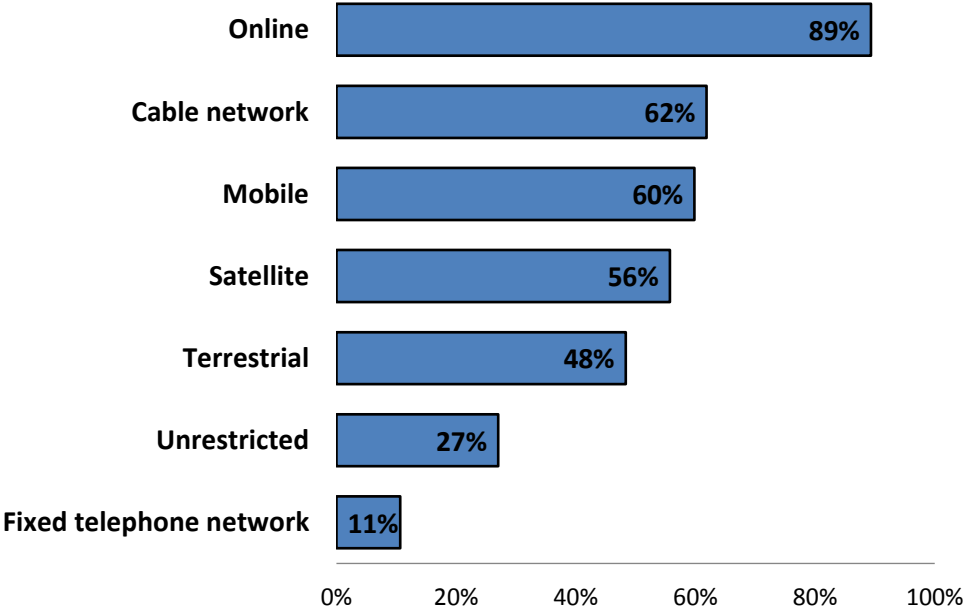 Online 89%
Cable network 62%
Mobile 60%
Satellite 56%
Terrestrial 48%
Unrestricted 27%
Fixed telephone network 11%
0% 20% 40% 60% 80% 100%